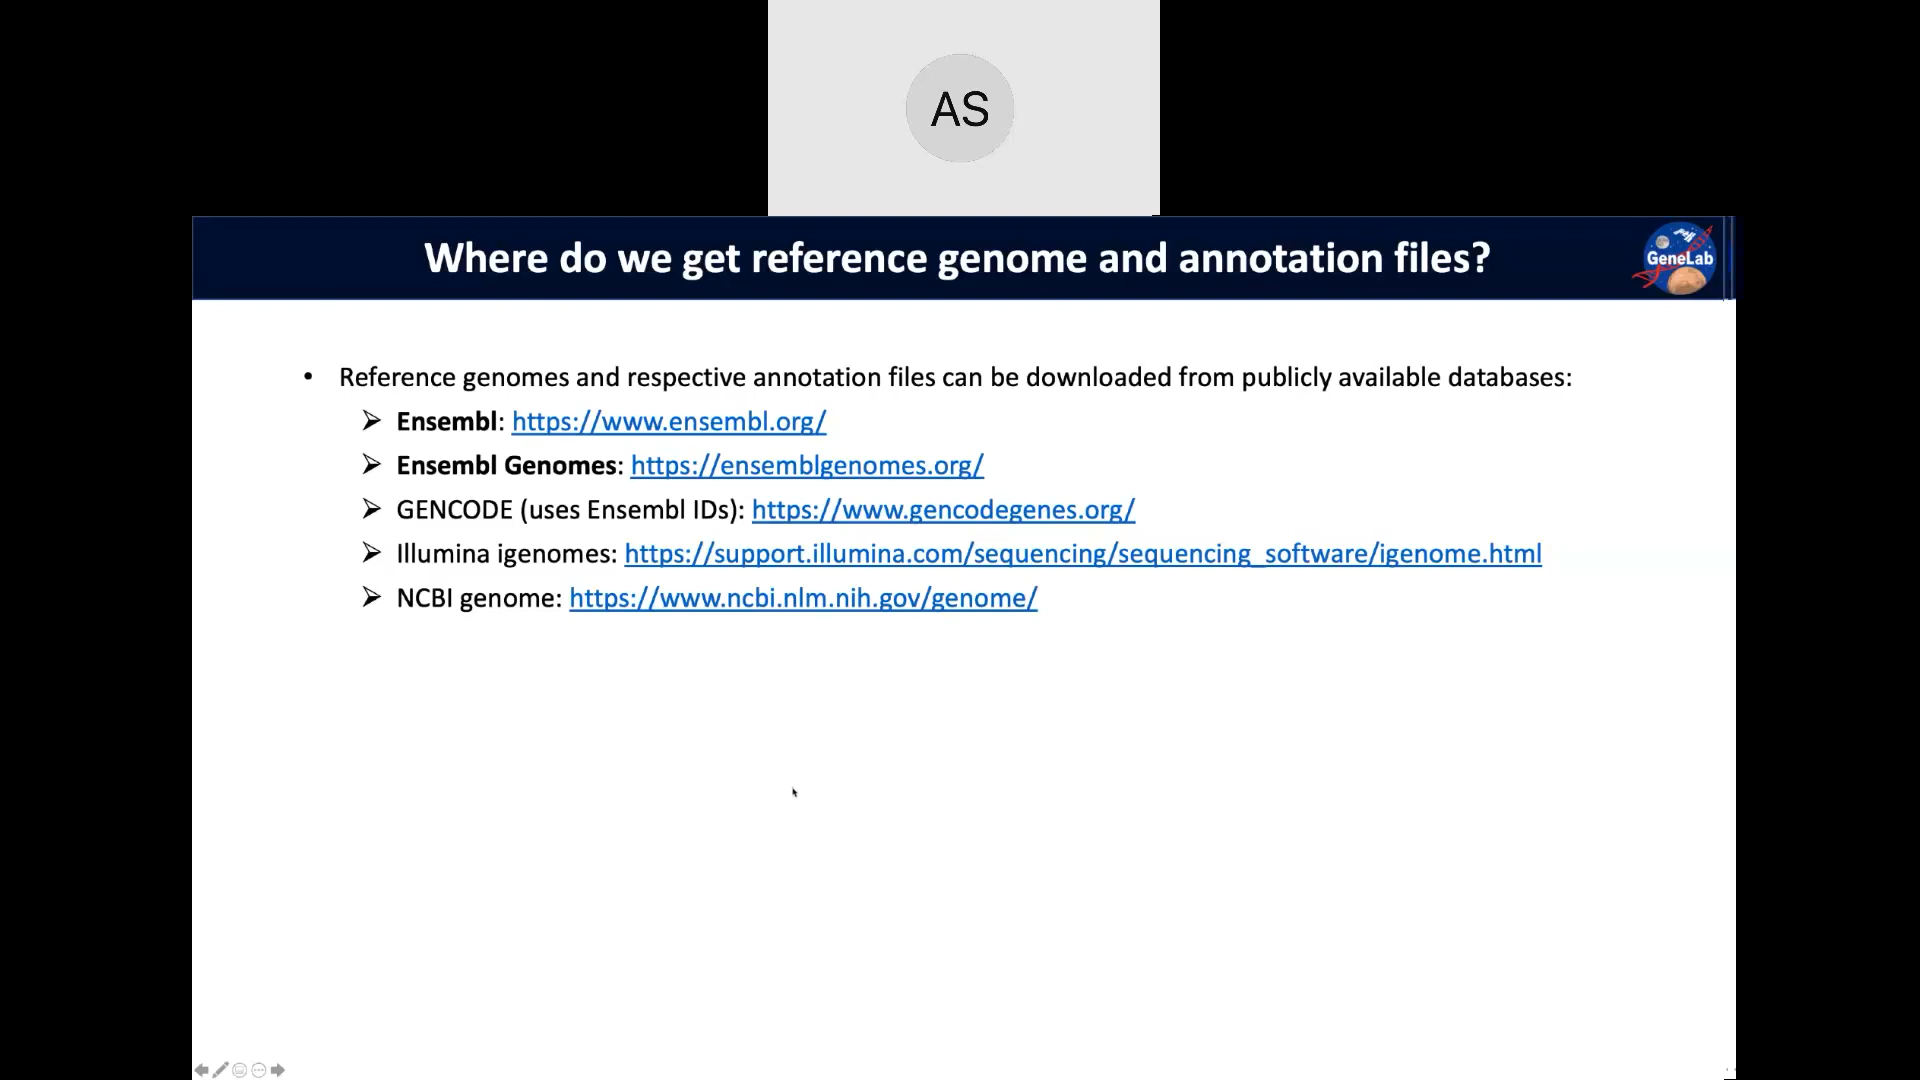 AS
Where do we get reference genome and annotation files?
GeneLab
• Reference genomes and respective annotation files can be downloaded from publicly available databases:
➢ Ensembl: https://www.ensembl.org/
➢ Ensembl Genomes: https://ensemblgenomes.org/
➢ GENCODE (uses Ensembl IDs): https://www.gencodegenes.org/
➢ Illumina igenomes: https://support.illumina.com/sequencing/sequencing_software/igenome.html
➢ NCBI genome: https://www.ncbi.nlm.nih.gov/genome/